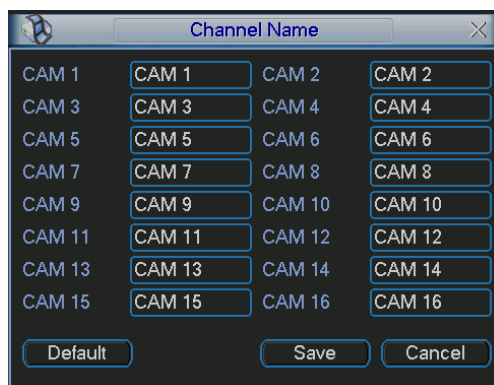 Channel Name
CAM 1 CAM 1 CAM 2 CAM 2
CAM 3 CAM 3 CAM 4 CAM 4
CAM 5 CAM 5 CAM 6 CAM 6
CAM 7 CAM 7 CAM 8 CAM 8
CAM 9 CAM 9 CAM 10 CAM 10
CAM 11 CAM 11 CAM 12 CAM 12
CAM 13 CAM 13 CAM 14 CAM 14
CAM 15 CAM 15 CAM 16 CAM 16
Default Save Cancel